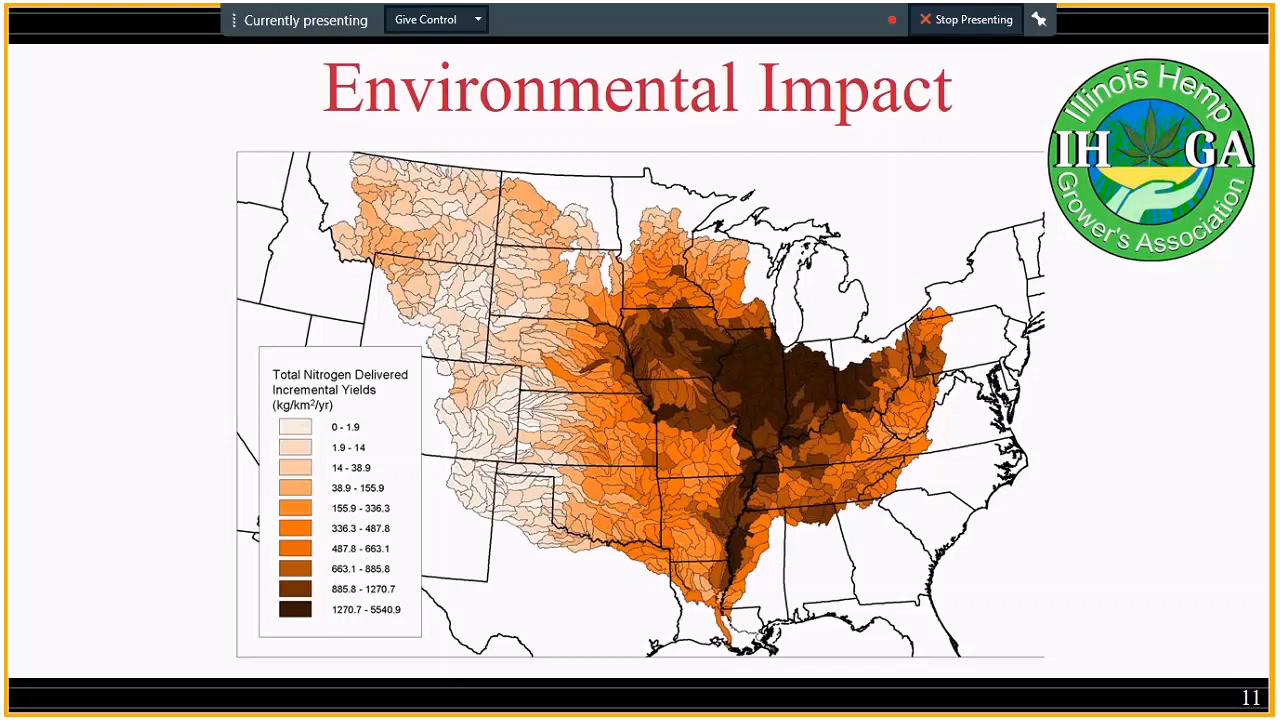 Currently presenting
Give Control
Stop Presenting
Environmental Impact
Illinois Hemp
IH GA
Grower's Association
Total Nitrogen Delivered
Incremental Yields
(kg/km²/yr)
0 - 1.9
1.9 - 14
14 - 38.9
38.9 - 155.9
155.9 - 336.3
336.3 - 487.8
487.8 - 663.1
663.1 - 885.8
885.8 - 1270.7
1270.7 - 5540.9
11